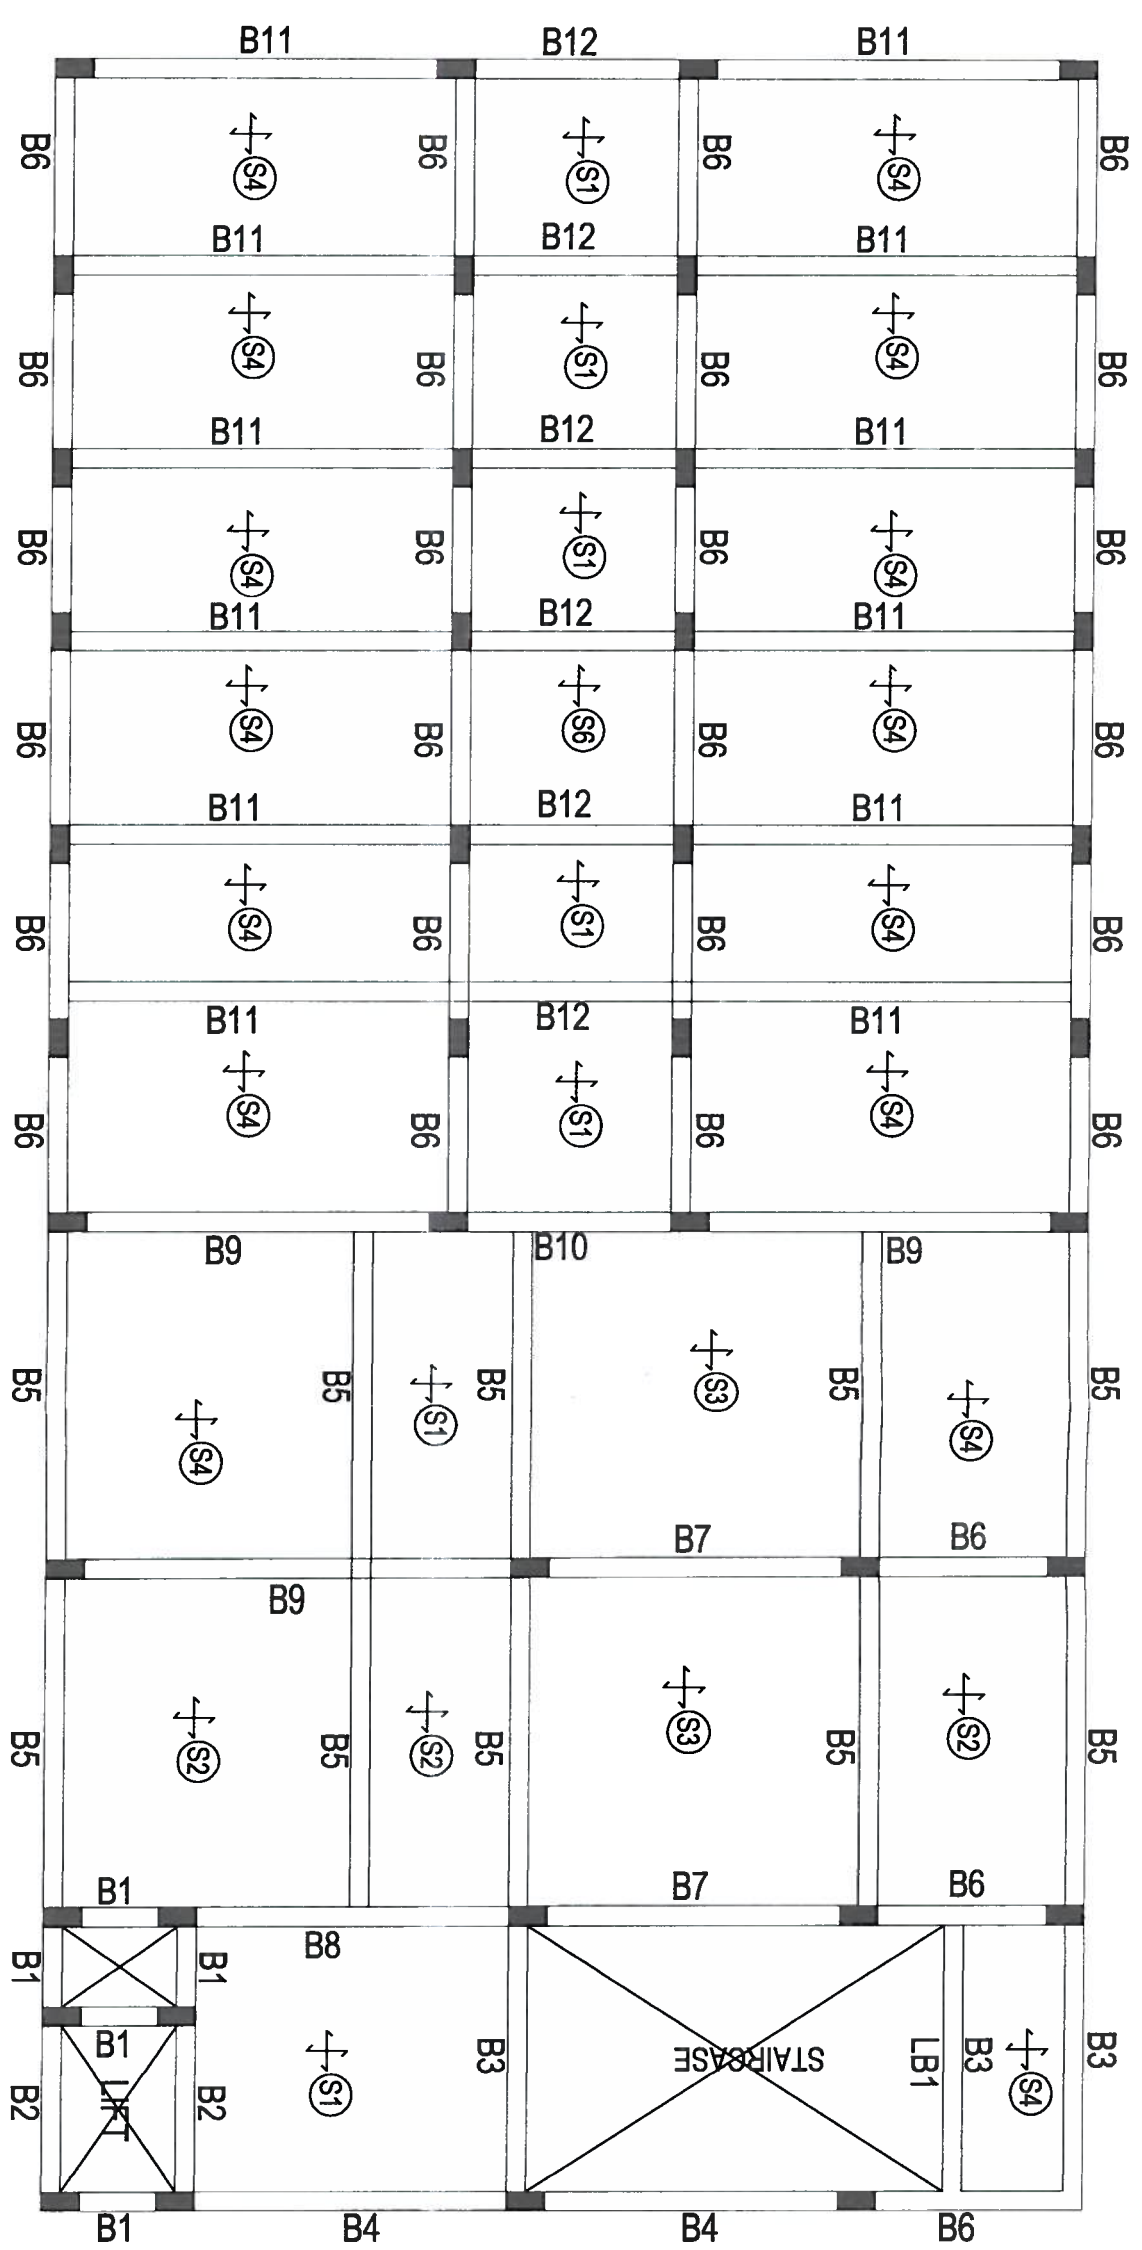 B11 B12 B11
B6 B6 B6 B6
S4 S1 S4
B11 B12 B11
S4 S1 S4
B6 B6 B6 B6
B11 B12 B11
B6 B6 B6 B6
S4 S1 S4
B11 B12 B11
S4 S6 S4
B6 B6 B6 B6
B11 B12 B11
S4 S1 S4
B6 B6 B6 B6
B11 B12 B11
S4 S1 S4
B6 B6 B6 B6
B9 B10 B9
B5 B5 B5 B5 B5
S4 S1 S3 S4
B7 B6
B9
S2 S2 S3 S2
B5 B5 B5 B5 B5
B1 B7 B6
B8
B1 B1
B1
B3 STAIRCASE LB1 B3 B3
S1 S4
B2 LIFT B2
B1 B4 B4 B6